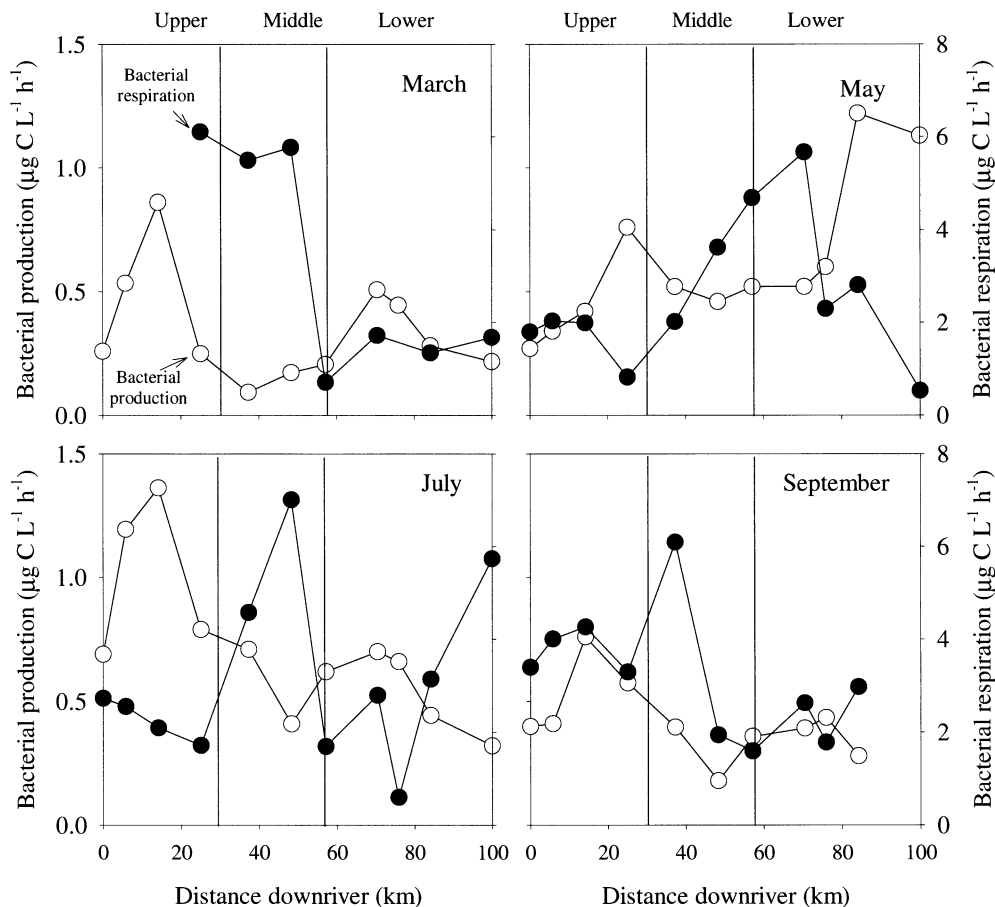 Upper Middle Lower Upper Middle Lower
1.5
1.0
0.5
0.0
Bacterial production (µg C L⁻¹ h⁻¹)
Bacterial
respiration
Bacterial
production
March
May
8
6
4
2
0
Bacterial respiration (µg C L⁻¹ h⁻¹)
1.5
1.0
0.5
0.0
Bacterial production (µg C L⁻¹ h⁻¹)
July
September
8
6
4
2
0
Bacterial respiration (µg C L⁻¹ h⁻¹)
0 20 40 60 80 100 0 20 40 60 80 100
Distance downriver (km) Distance downriver (km)